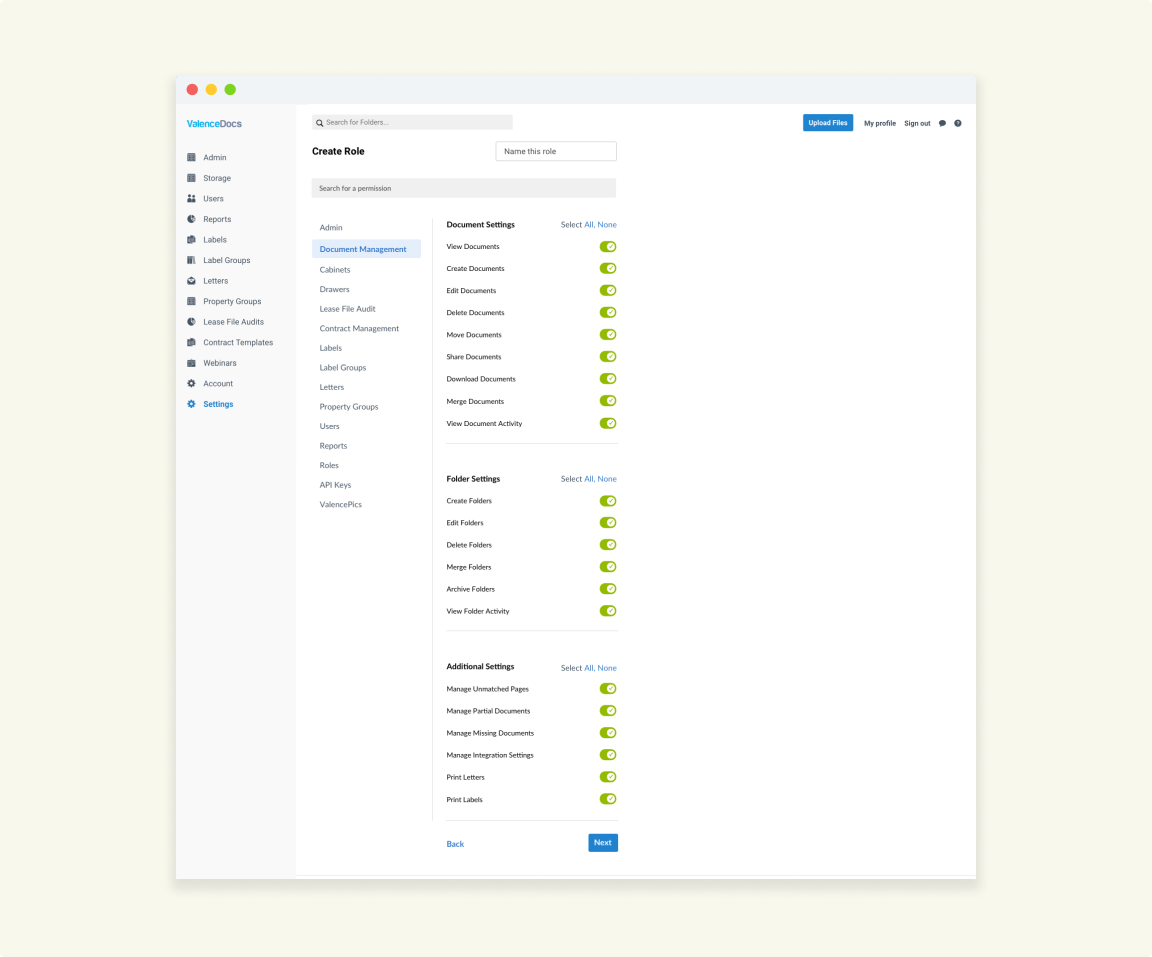 ValenceDocs
Admin
Storage
Users
Reports
Labels
Label Groups
Letters
Property Groups
Lease File Audits
Contract Templates
Webinars
Account
Settings
Search for Folders...
Upload Files My profile Sign out
Create Role
Name this role
Search for a permission
Admin
Document Management
Cabinets
Drawers
Lease File Audit
Contract Management
Labels
Label Groups
Letters
Property Groups
Users
Reports
Roles
API Keys
ValencePics
Document Settings Select All, None
View Documents
Create Documents
Edit Documents
Delete Documents
Move Documents
Share Documents
Download Documents
Merge Documents
View Document Activity
Folder Settings Select All, None
Create Folders
Edit Folders
Delete Folders
Merge Folders
Archive Folders
View Folder Activity
Additional Settings Select All, None
Manage Unmatched Pages
Manage Partial Documents
Manage Missing Documents
Manage Integration Settings
Print Letters
Print Labels
Back Next